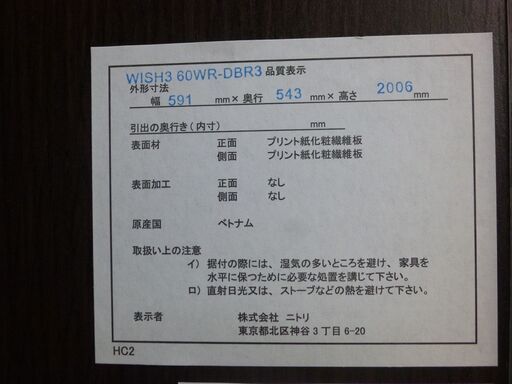 WISH3 60WR-DBR3 品質表示
外形寸法
幅 591 mm× 奥行 543 mm× 高さ 2006 mm
引出の奥行き(内寸) mm
表面材 正面 プリント紙化粧繊維板
側面 プリント紙化粧繊維板
表面加工 正面 なし
側面 なし
原産国 ベトナム
取扱い上の注意
イ) 据付の際には、湿気の多いところを避け、家具を
水平に保つために必要な処置を講じて下さい。
ロ) 直射日光又は、ストーブなどの熱を避けて下さい。
表示者 株式会社 ニトリ
東京都北区神谷3丁目6-20
HC2